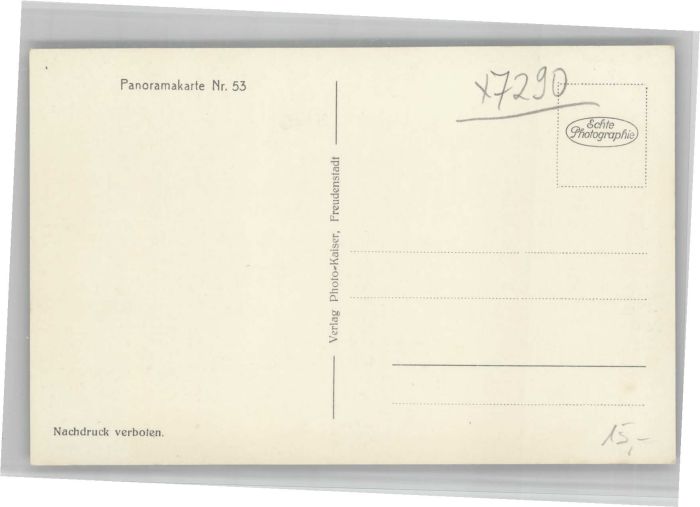 Panoramakarte Nr. 53
x7290
Echte
Photographie
Verlag Photo-Kaiser, Freudenstadt
Nachdruck verboten.
15,-